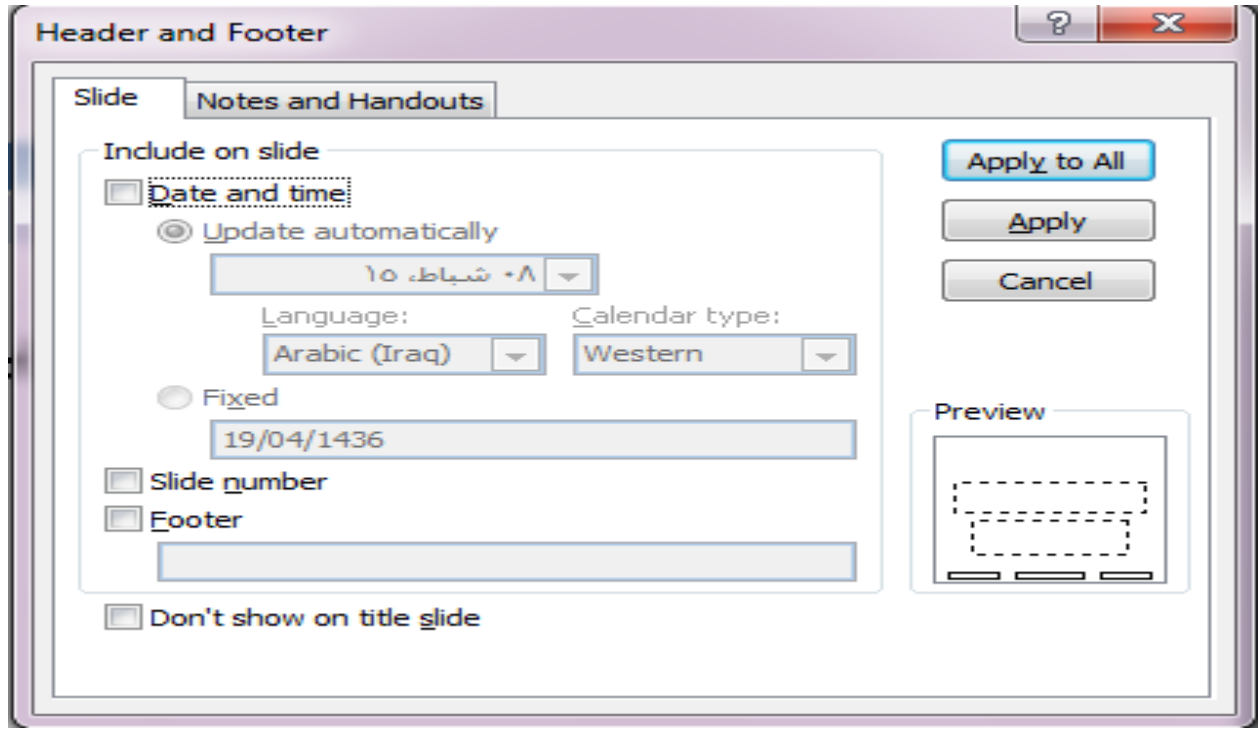 Header and Footer
Slide
Notes and Handouts
Include on slide
Date and time
Update automatically
٠٨ شباط، ١٥
Language:
Calendar type:
Arabic (Iraq)
Western
Fixed
19/04/1436
Slide number
Footer
Don't show on title slide
Apply to All
Apply
Cancel
Preview